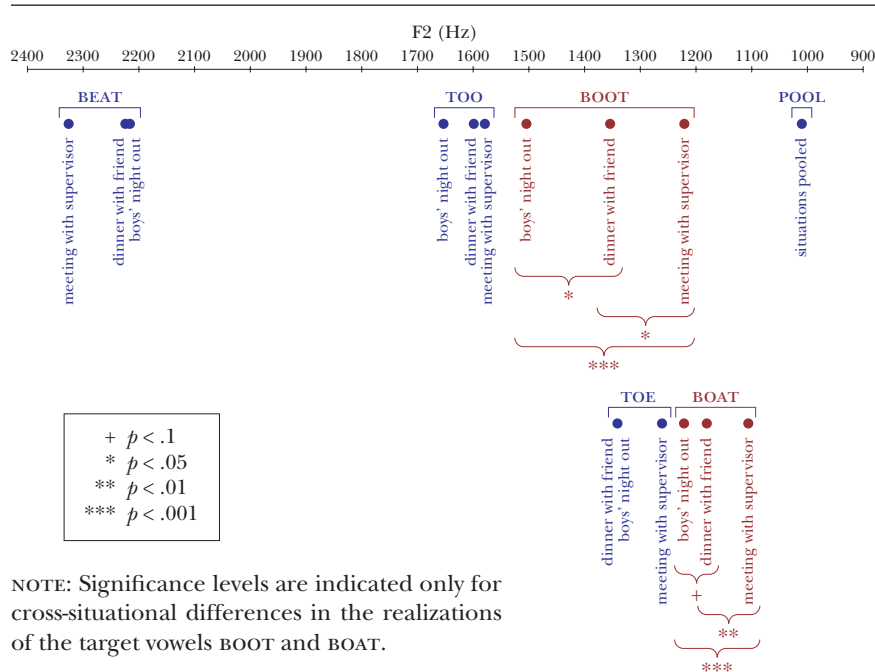 F2 (Hz)
2400 2300 2200 2100 2000 1900 1800 1700 1600 1500 1400 1300 1200 1100 1000 900
BEAT TOO BOOT POOL
meeting with supervisor
dinner with friend
boys’ night out
boys’ night out
dinner with friend
meeting with supervisor
boys’ night out
dinner with friend
meeting with supervisor
situations pooled
*
*
***
TOE BOAT
dinner with friend
boys’ night out
meeting with supervisor
boys’ night out
dinner with friend
meeting with supervisor
+
**
***
+ p < .1
* p < .05
** p < .01
*** p < .001
NOTE: Significance levels are indicated only for
cross-situational differences in the realizations
of the target vowels BOOT and BOAT.